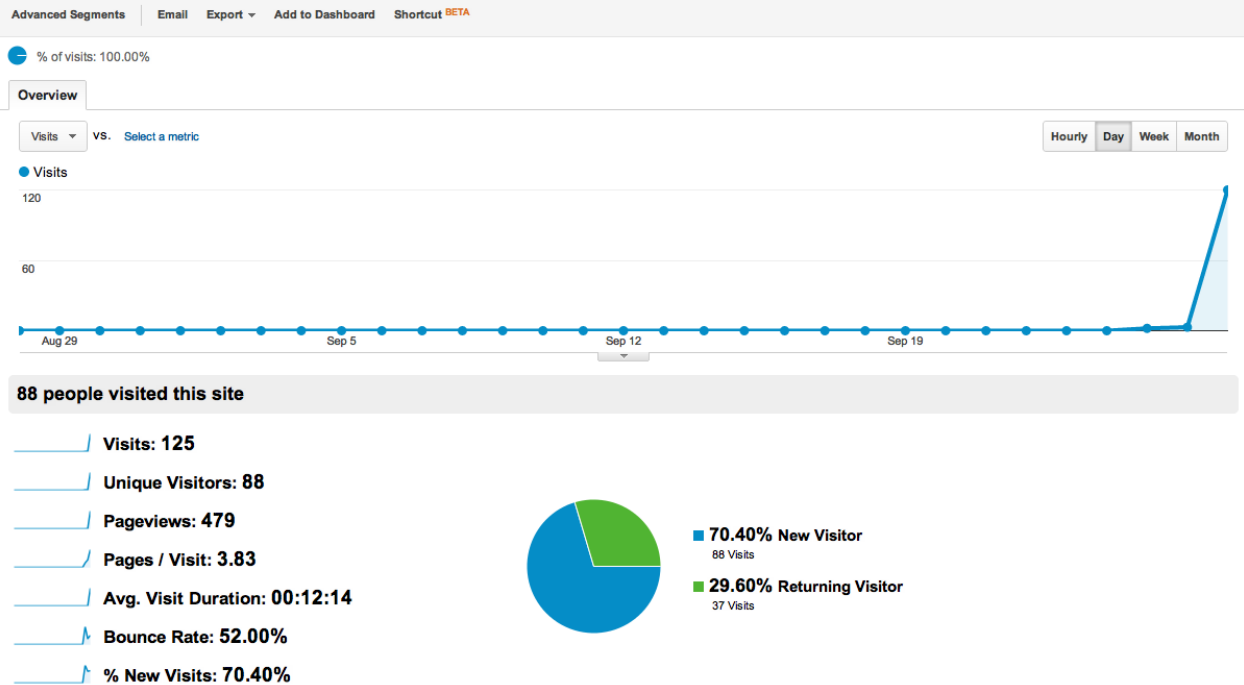 Advanced Segments Email Export Add to Dashboard Shortcut BETA
% of visits: 100.00%
Overview
Visits vs. Select a metric Hourly Day Week Month
Visits
120
60
Aug 29 Sep 5 Sep 12 Sep 19
88 people visited this site
Visits: 125
Unique Visitors: 88
Pageviews: 479
Pages / Visit: 3.83
Avg. Visit Duration: 00:12:14
Bounce Rate: 52.00%
% New Visits: 70.40%
70.40% New Visitor
88 Visits
29.60% Returning Visitor
37 Visits